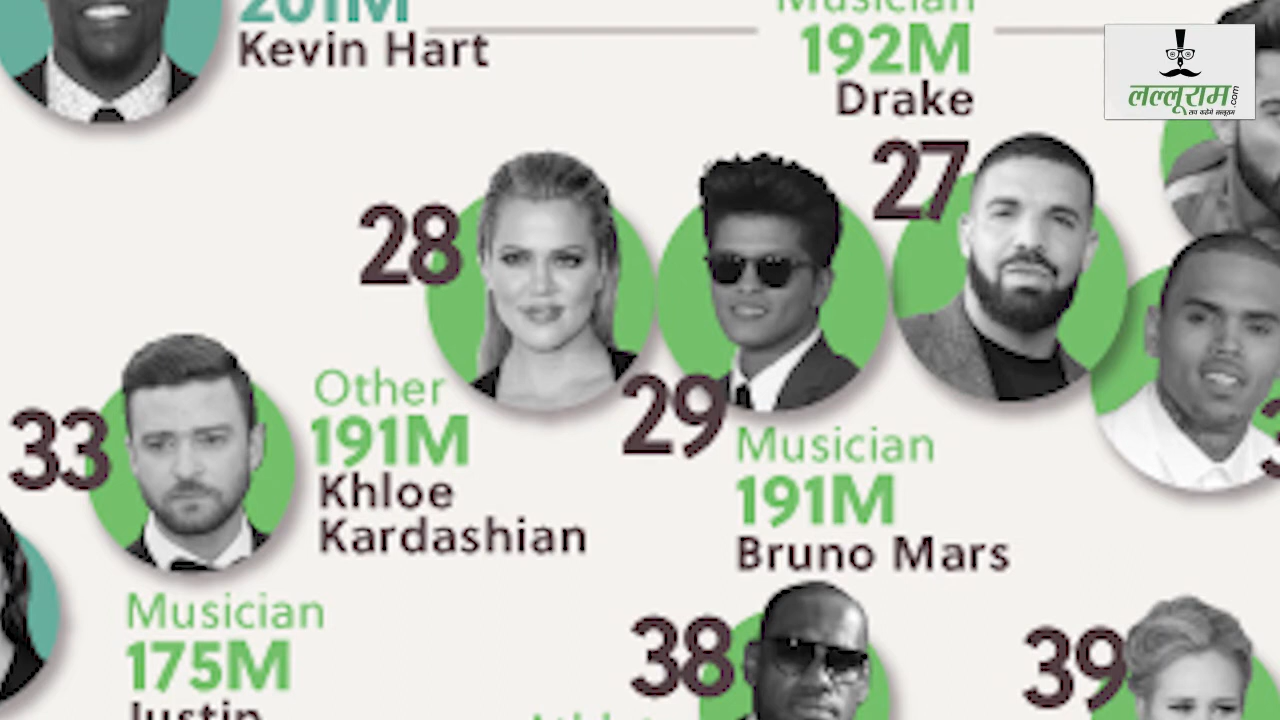 201M
Kevin Hart
Musician
192M
Drake
लल्लूराम
.com
27
28
Other
191M
Khloe
Kardashian
29
Musician
191M
Bruno Mars
33
Musician
175M
Justin
38
39